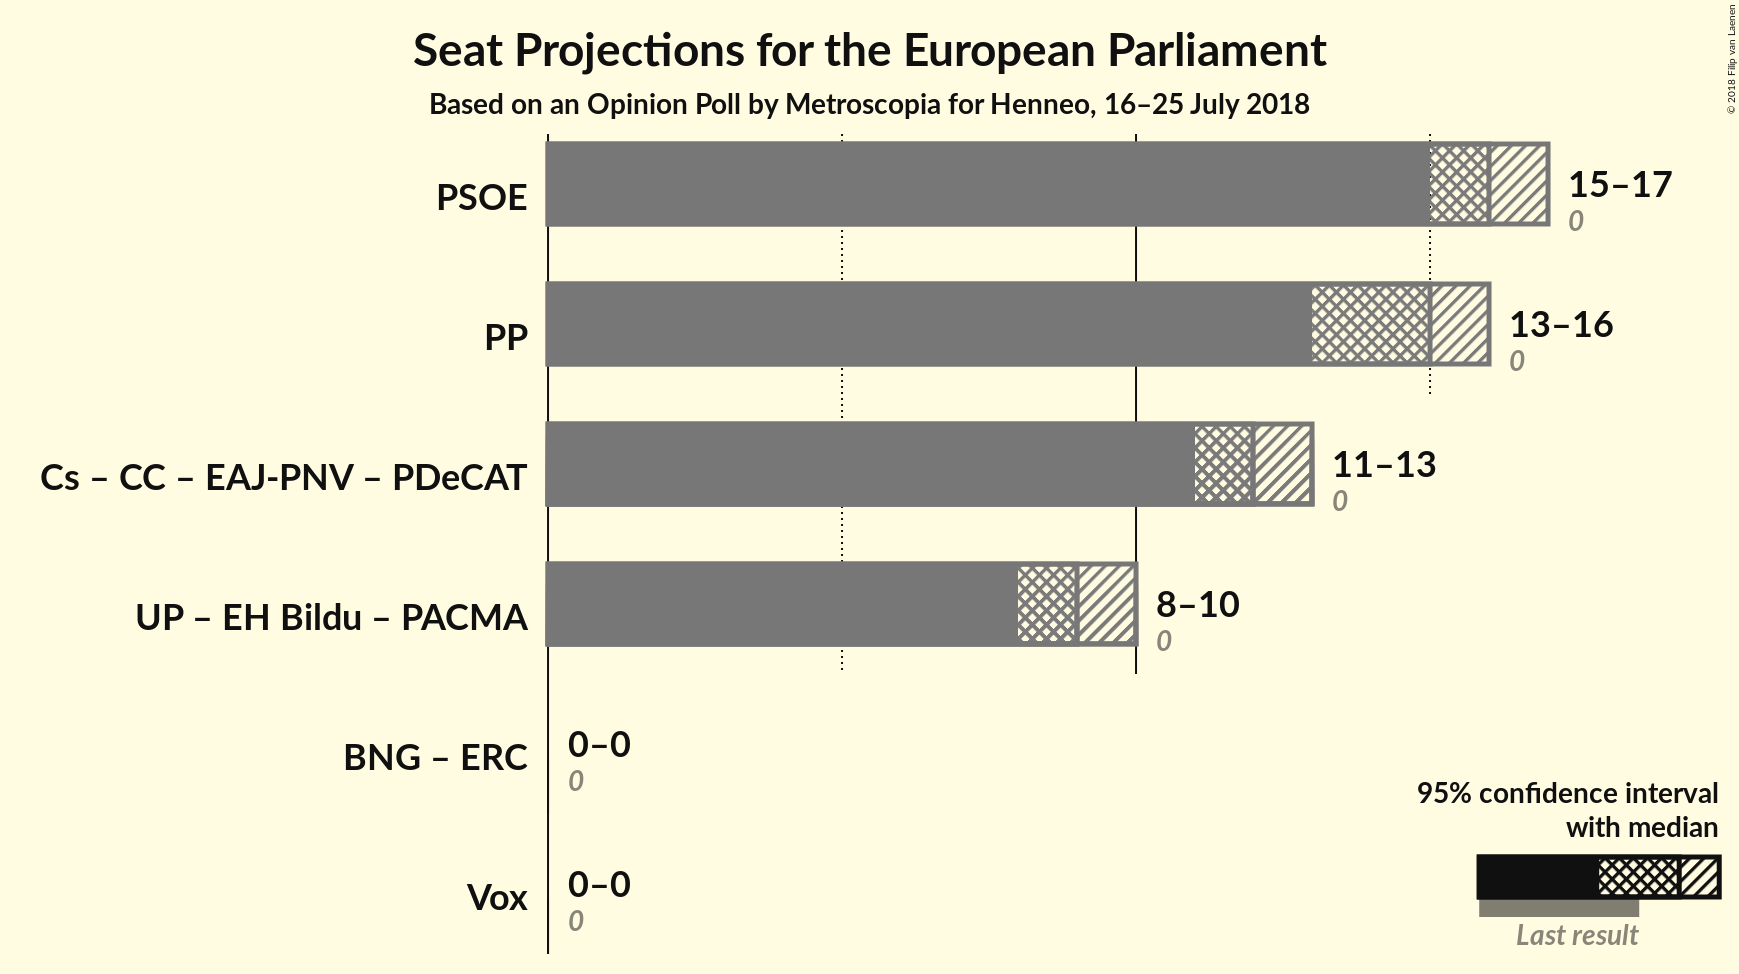 Seat Projections for the European Parliament
Based on an Opinion Poll by Metroscopia for Henneo, 16–25 July 2018
© 2018 Filip van Laenen
PSOE
15–17
0
PP
13–16
0
Cs – CC – EAJ-PNV – PDeCAT
11–13
0
UP – EH Bildu – PACMA
8–10
0
BNG – ERC
0–0
0
Vox
0–0
0
95% confidence interval
with median
Last result